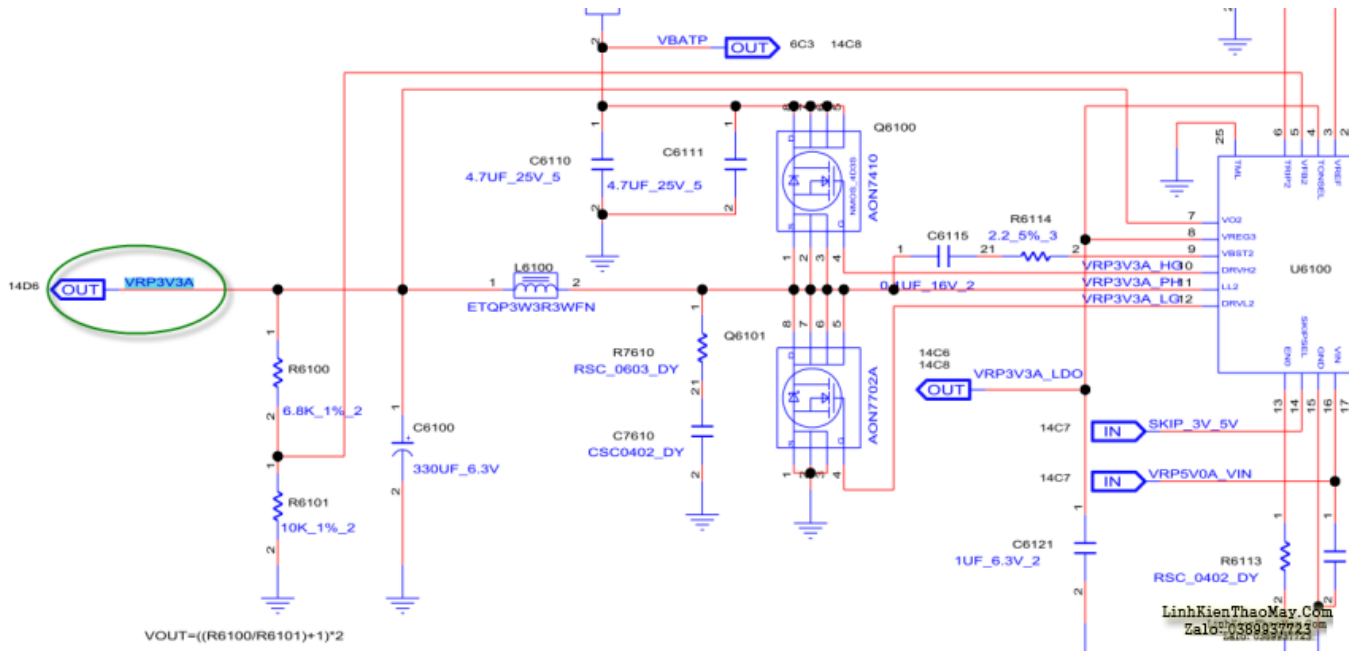 VBATP
OUT
6C3 14C8
Q6100
C6110
4.7UF_25V_5
C6111
4.7UF_25V_5
NMOS_4D3S
AON7410
25
TML
6 5 4 3 2
TRIP2
VFB2
TONSEL
VREF
C6115
R6114
2.2_5%_3
7 VO2
8 VREG3
9 VBST2
VRP3V3A_HG 10 DRVH2
VRP3V3A_PH 11 LL2
VRP3V3A_LG 12 DRVL2
U6100
0.1UF_16V_2
14D6
OUT
VRP3V3A
L6100
1 2
ETQP3W3R3WFN
Q6101
R7610
RSC_0603_DY
AON7702A
14C6
14C8
OUT
VRP3V3A_LDO
EN0
SKIPSEL
GND
VIN
13 14 15 16 17
R6100
6.8K_1%_2
C6100
330UF_6.3V
C7610
CSC0402_DY
14C7
IN
SKIP_3V_5V
14C7
IN
VRP5V0A_VIN
R6101
10K_1%_2
C6121
1UF_6.3V_2
R6113
RSC_0402_DY
VOUT=((R6100/R6101)+1)*2
LinhKienThaoMay.Com
Zalo: 0389937723